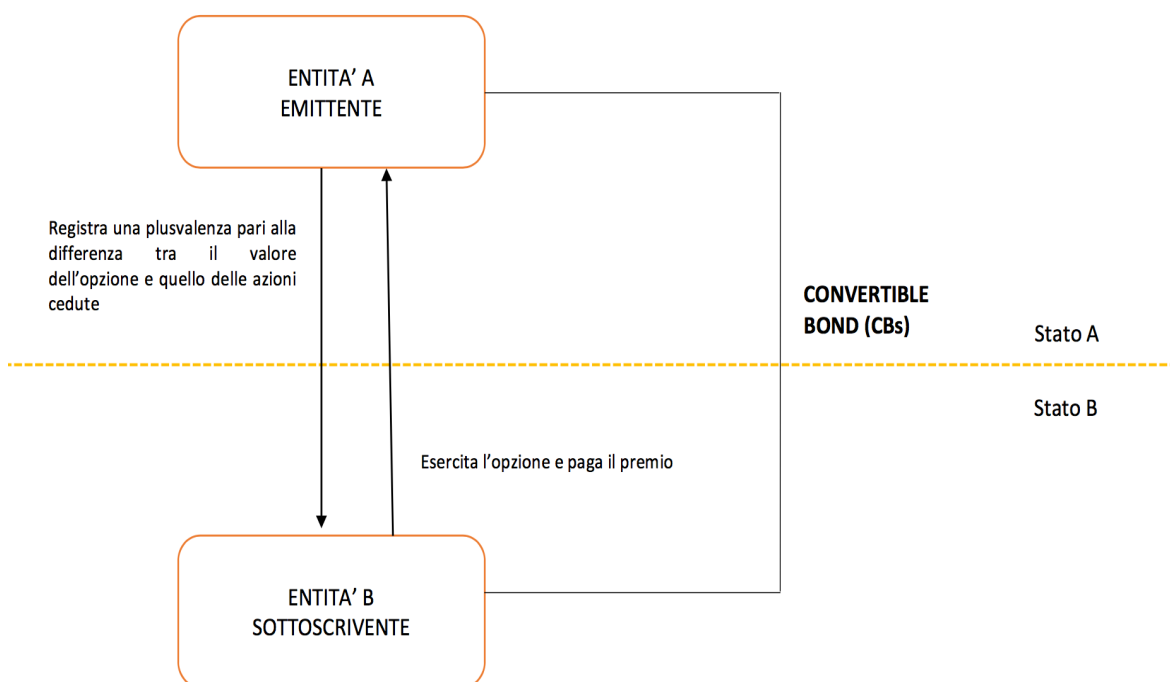 ENTITA’ A
EMITTENTE
Registra una plusvalenza pari alla
differenza tra il valore
dell’opzione e quello delle azioni
cedute
CONVERTIBLE
BOND (CBs)
Stato A
Stato B
Esercita l’opzione e paga il premio
ENTITA’ B
SOTTOSCRIVENTE